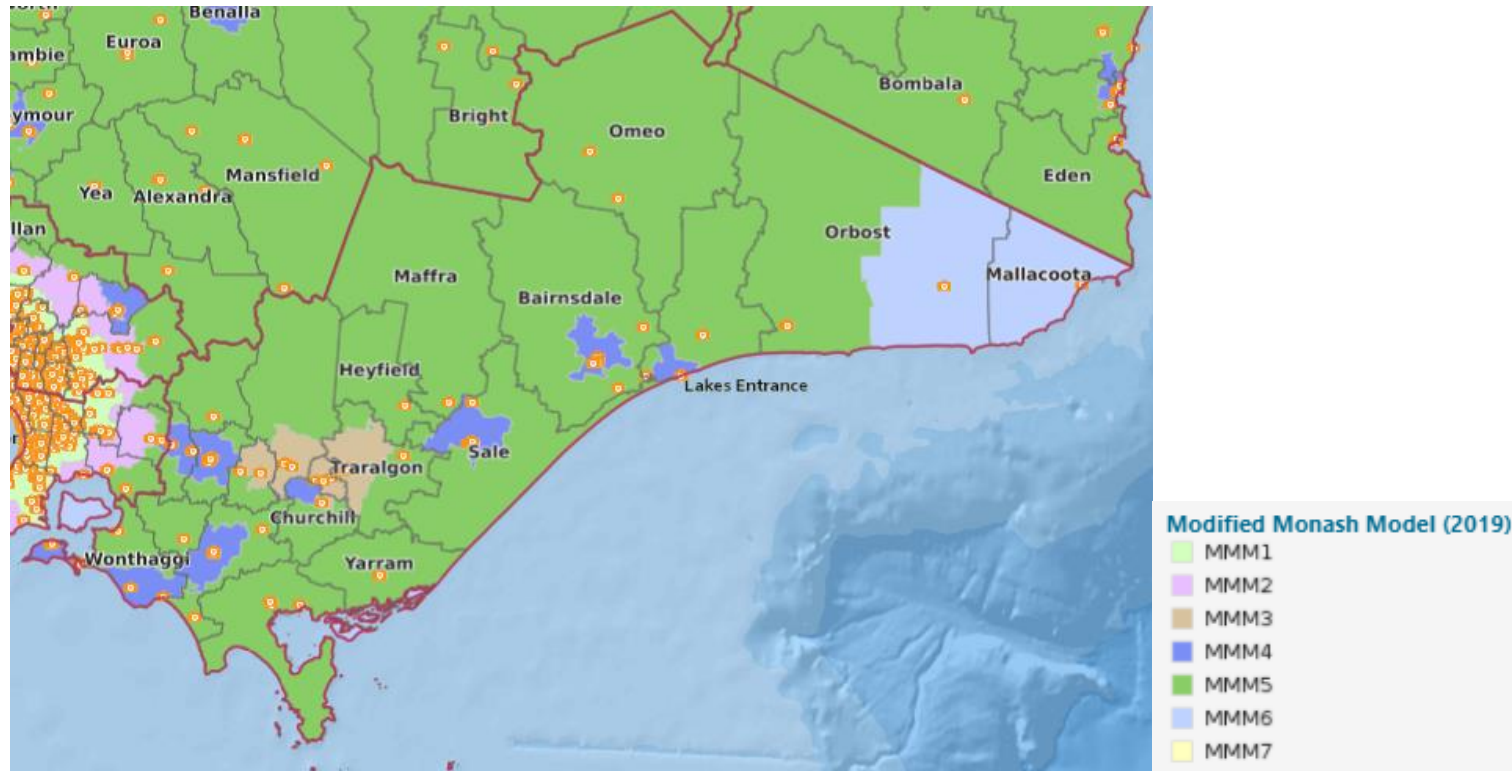 Benalla
Euroa
ambie
Bombala
ymour
Bright
Omeo
Mansfield
Yea
Alexandra
Eden
llan
Orbost
Maffra
Mallacoota
Bairnsdale
Heyfield
Lakes Entrance
Sale
Traralgon
Churchill
Wonthaggi
Yarram
Modified Monash Model (2019)
MMM1
MMM2
MMM3
MMM4
MMM5
MMM6
MMM7